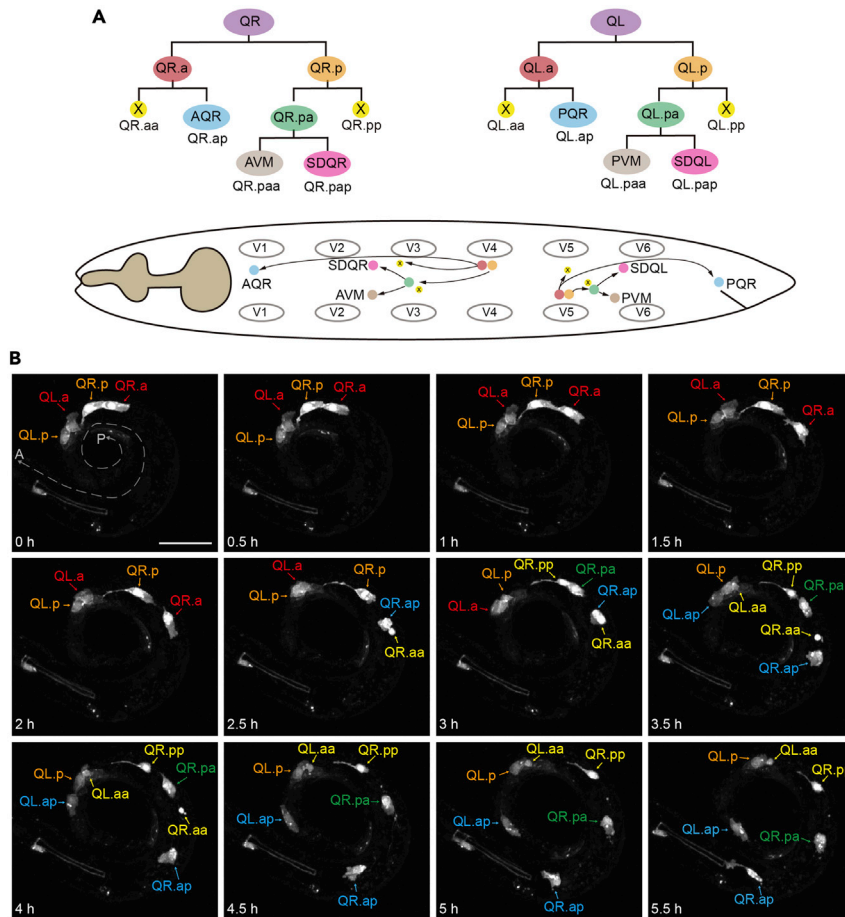 A
QR QL
QR.a QR.p QL.a QL.p
X AQR QR.pa X X PQR QL.pa X
QR.aa QR.ap QR.pp QL.aa QL.ap QL.pp
AVM SDQR PVM SDQL
QR.paa QR.pap QL.paa QL.pap
V1 V2 V3 V4 V5 V6
SDQR x x SDQL
AQR PQR
AVM x x PVM
V1 V2 V3 V4 V5 V6
B
QR.p QR.a
QL.a
QL.p
P
A
0 h
QR.p QR.a
QL.a
QL.p
0.5 h
QR.p QR.a
QL.a
QL.p
1 h
QL.a QR.p
QR.a
QL.p
1.5 h
QL.a QR.p
QL.p QR.a
2 h
QL.a QR.p
QL.p QR.ap
QR.aa
2.5 h
QR.pp
QL.p QR.pa
QR.ap
QL.a
QR.aa
3 h
QL.p QR.pp
QR.pa
QL.ap QL.aa
QR.aa
QR.ap
3.5 h
QR.pp
QL.p QR.pa
QL.aa
QL.ap
QR.aa
QR.ap
4 h
QL.aa QR.pp
QL.p
QR.pa
QL.ap
QR.ap
4.5 h
QL.aa QR.pp
QL.p
QL.ap QR.pa
QR.ap
5 h
QL.p QL.aa
QL.ap QR.pa
QR.ap
5.5 h